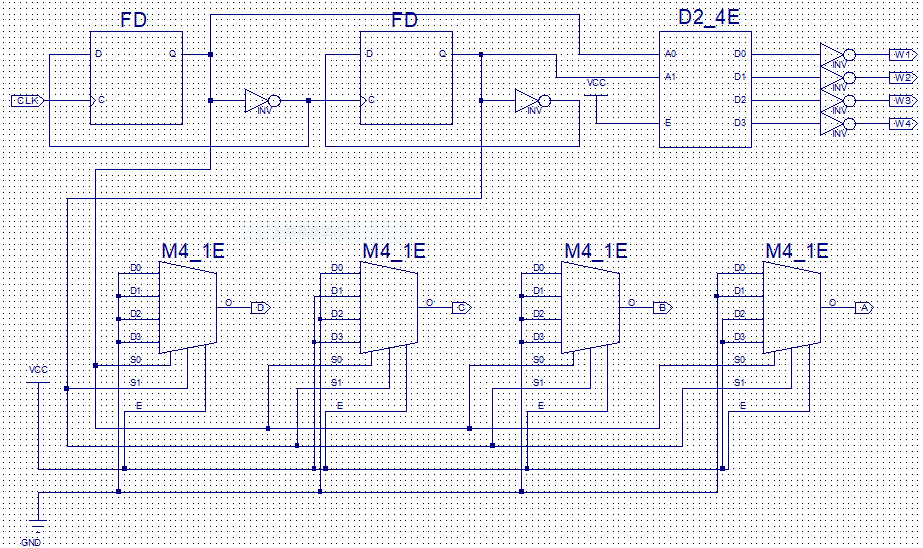 FD FD D2_4E
D Q D Q A0 D0 W1
VCC INV
A1 D1 W2
CLK C INV C INV D2 INV W3
E D3 INV W4
INV
M4_1E M4_1E M4_1E M4_1E
D0 D0 D0 D0
D1 D1 D1 D1
O D O C O B O A
D2 D2 D2 D2
D3 D3 D3 D3
S0 S0 S0 S0
VCC
S1 S1 S1 S1
E E E E
GND